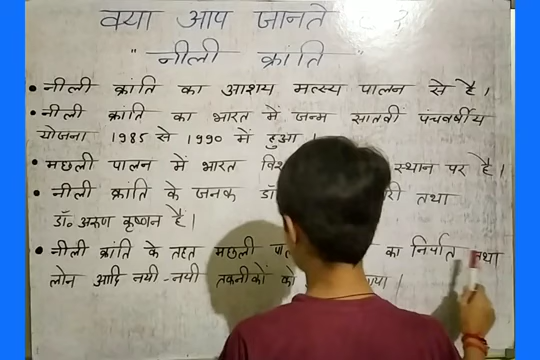 क्या आप जानते
" नीली क्रांति "
• नीली क्रांति का आशय मत्स्य पालन से है।
• नीली क्रांति का भारत में जन्म सातवी पंचवर्षीय
योजना 1985 से 1990 में हुआ।
• मछली पालन में भारत स्थान पर है।
• नीली क्रांति के जनक डॉ तथा
डॉ॰ अरुण कृष्णन है।
• नीली क्रांति के तहत मछली का निर्यात तथा
लोन आदि नयी-नयी तकनीकों को